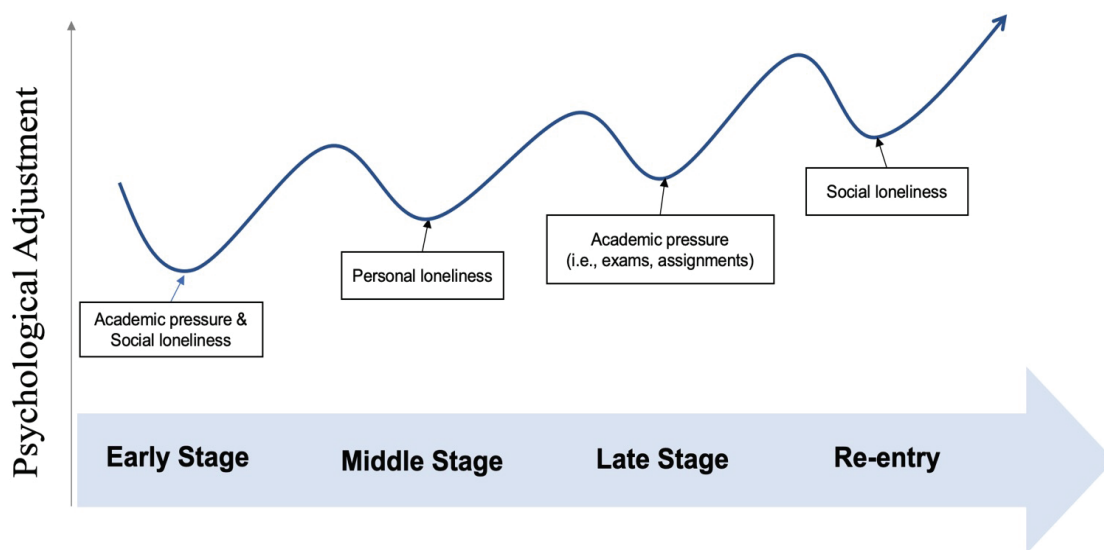 Psychological Adjustment
Academic pressure &
Social loneliness
Personal loneliness
Academic pressure
(i.e., exams, assignments)
Social loneliness
Early Stage
Middle Stage
Late Stage
Re-entry